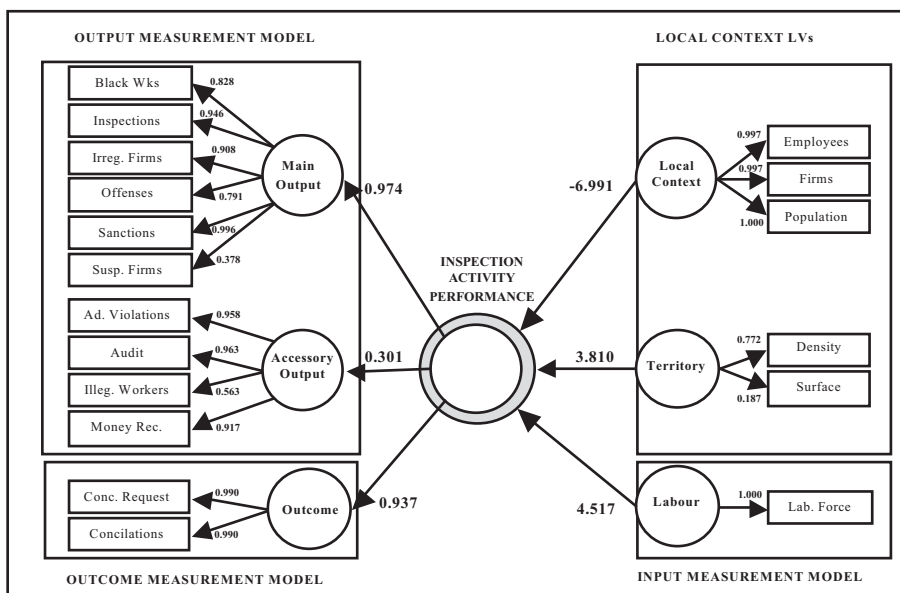 OUTPUT MEASUREMENT MODEL
Black Wks
Inspections
Irreg. Firms
Offenses
Sanctions
Susp. Firms
0.828
0.946
0.908
0.791
0.996
0.378
Main
Output
Ad. Violations
Audit
Illeg. Workers
Money Rec.
0.958
0.963
0.563
0.917
Accessory
Output
Conc. Request
Concilations
0.990
0.990
Outcome
OUTCOME MEASUREMENT MODEL
0.974
0.301
0.937
INSPECTION
ACTIVITY
PERFORMANCE
-6.991
3.810
4.517
LOCAL CONTEXT LVs
Local
Context
0.997
0.997
1.000
Employees
Firms
Population
Territory
0.772
0.187
Density
Surface
Labour
1.000
Lab. Force
INPUT MEASUREMENT MODEL